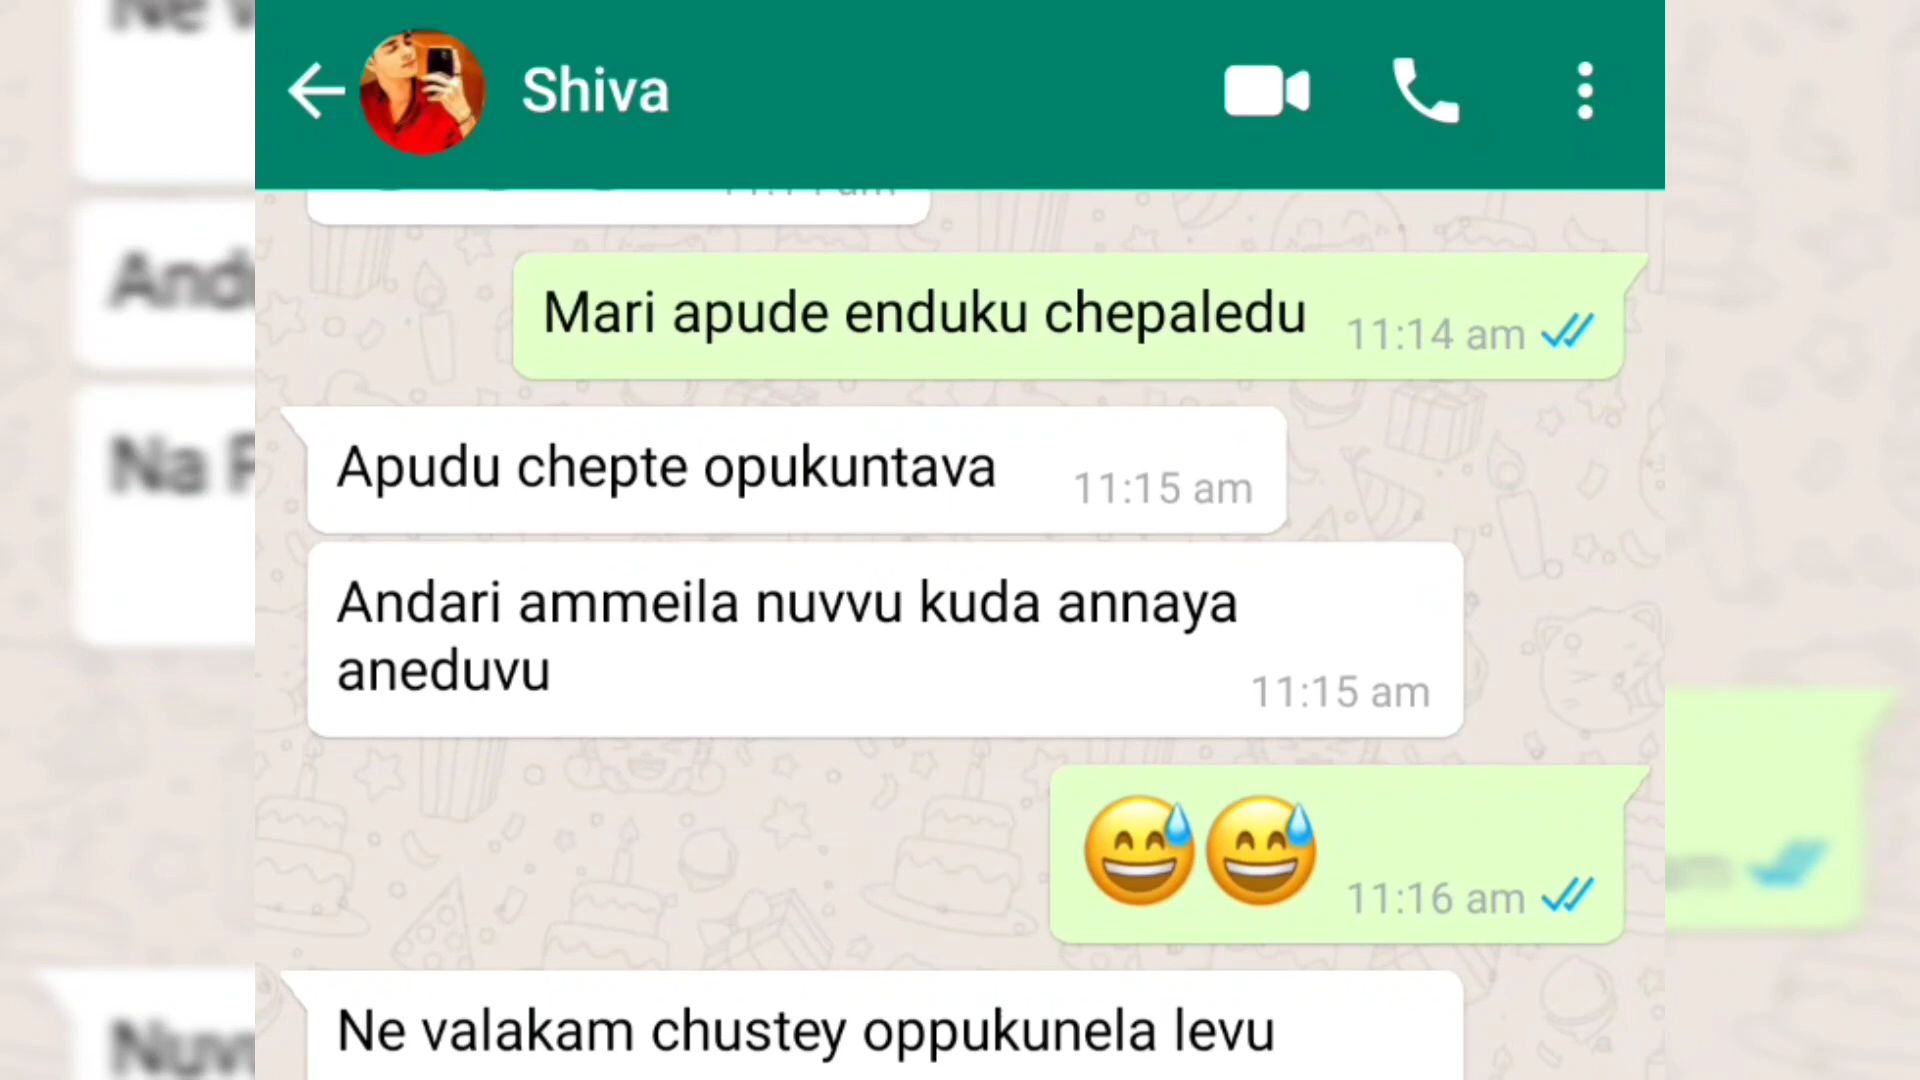 Shiva
Mari apude enduku chepaledu
11:14 am
Apudu chepte opukuntava
11:15 am
Andari ammeila nuvvu kuda annaya
aneduvu
11:15 am
😅😅
11:16 am
Ne valakam chustey oppukunela levu